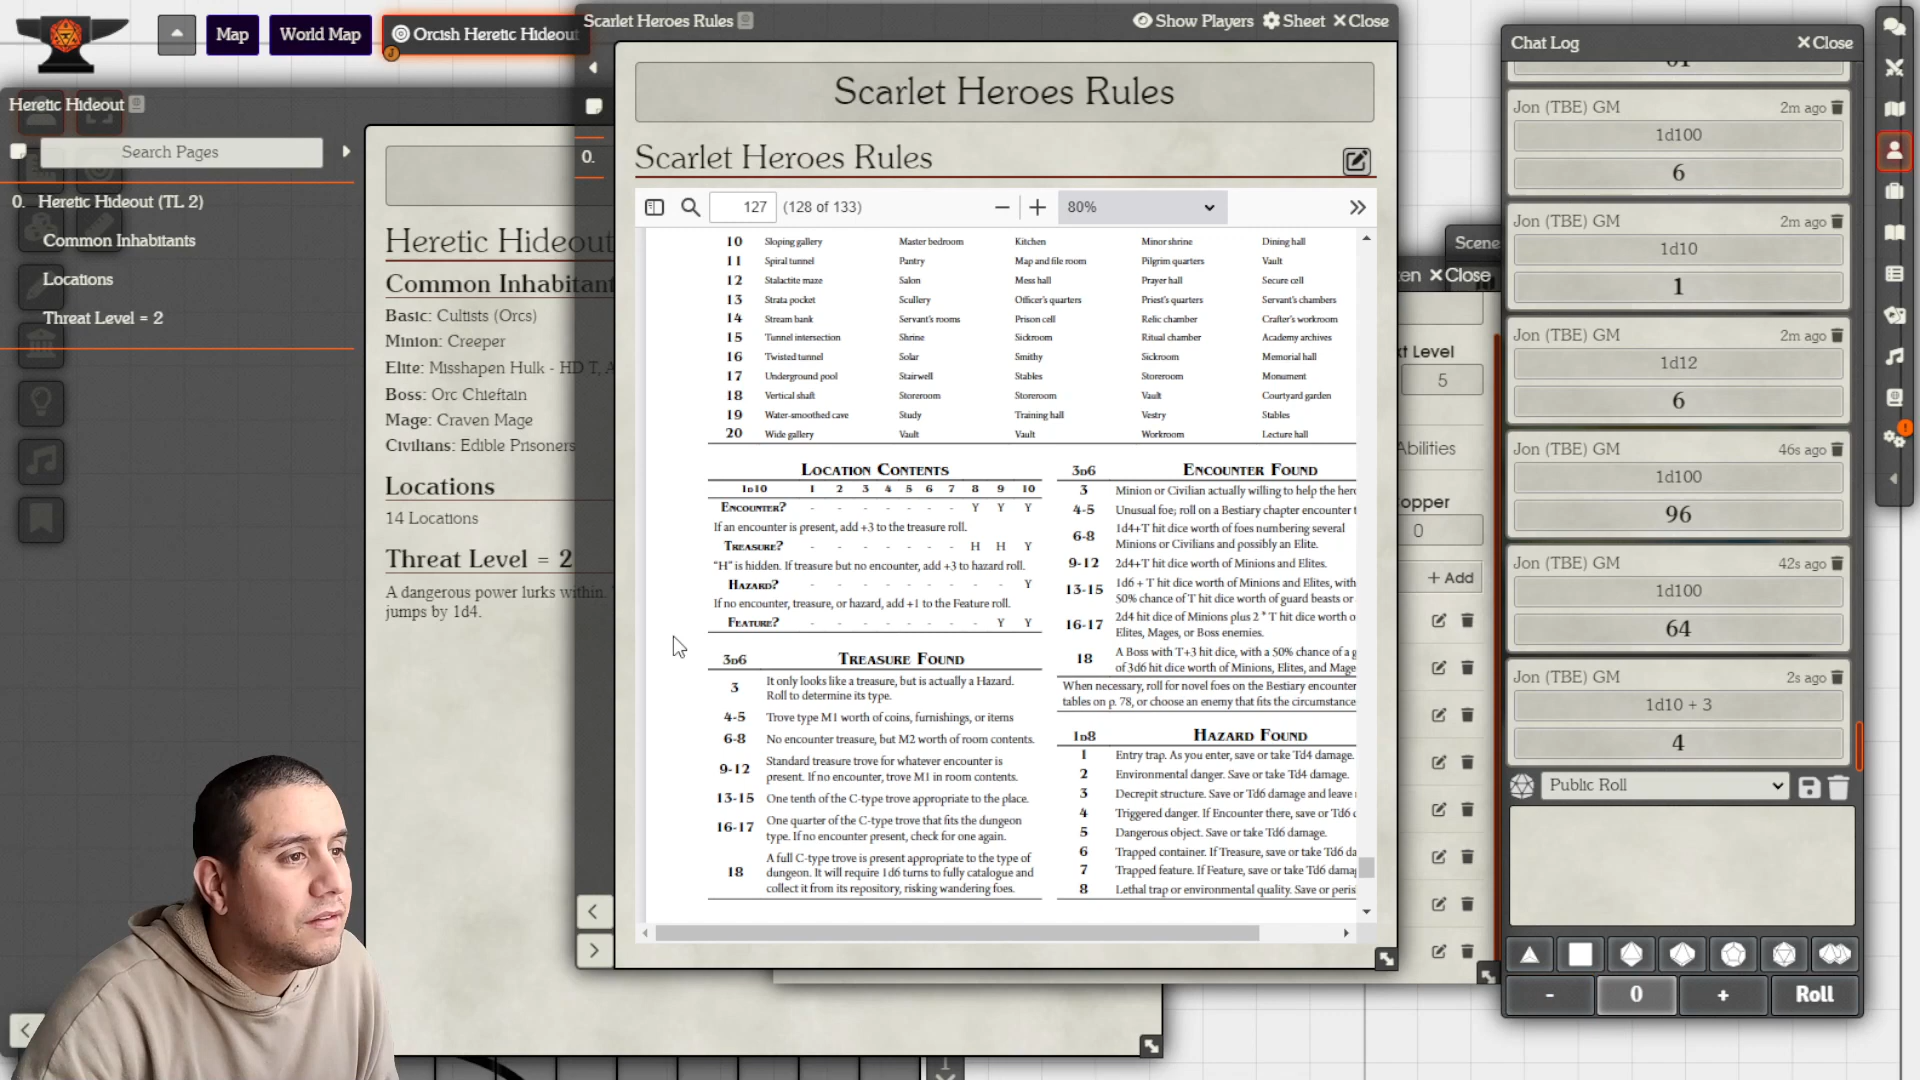 Map
World Map
Orcish Heretic Hideout
Heretic Hideout
Search Pages
0. Heretic Hideout (TL 2)
Common Inhabitants
Locations
Threat Level = 2
Heretic Hideout
Common Inhabitant
Basic: Cultists (Orcs)
Minion: Creeper
Elite: Misshapen Hulk - HD T, A
Boss: Orc Chieftain
Mage: Craven Mage
Civilians: Edible Prisoners
Locations
14 Locations
Threat Level = 2
A dangerous power lurks within.
jumps by 1d4.
Scarlet Heroes Rules
Show Players
Sheet
Close
0.
Scarlet Heroes Rules
Scarlet Heroes Rules
127 (128 of 133)
80%
10 Sloping gallery Master bedroom Kitchen Minor shrine Dining hall
11 Spiral tunnel Pantry Map and file room Pilgrim quarters Vault
12 Stalactite maze Salon Mess hall Prayer hall Secure cell
13 Strata pocket Scullery Officer's quarters Priest's quarters Servant's chambers
14 Stream bank Servant's rooms Prison cell Relic chamber Crafter's workroom
15 Tunnel intersection Shrine Sickroom Ritual chamber Academy archives
16 Twisted tunnel Solar Smithy Sickroom Memorial hall
17 Underground pool Stairwell Stables Storeroom Monument
18 Vertical shaft Storeroom Storeroom Vault Courtyard garden
19 Water-smoothed cave Study Training hall Vestry Stables
20 Wide gallery Vault Vault Workroom Lecture hall
Location Contents
1d10 1 2 3 4 5 6 7 8 9 10
Encounter? - - - - - - - Y Y Y
If an encounter is present, add +3 to the treasure roll.
Treasure? - - - - - - - H H Y
"H" is hidden. If treasure but no encounter, add +3 to hazard roll.
Hazard? - - - - - - - - - Y
If no encounter, treasure, or hazard, add +1 to the Feature roll.
Feature? - - - - - - - - Y Y
3d6 Treasure Found
3 It only looks like a treasure, but is actually a Hazard.
Roll to determine its type.
4-5 Trove type M1 worth of coins, furnishings, or items
6-8 No encounter treasure, but M2 worth of room contents.
9-12 Standard treasure trove for whatever encounter is
present. If no encounter, trove M1 in room contents.
13-15 One tenth of the C-type trove appropriate to the place.
16-17 One quarter of the C-type trove that fits the dungeon
type. If no encounter present, check for one again.
18 A full C-type trove is present appropriate to the type of
dungeon. It will require 1d6 turns to fully catalogue and
collect it from its repository, risking wandering foes.
3d6 Encounter Found
3 Minion or Civilian actually willing to help the her
4-5 Unusual foe; roll on a Bestiary chapter encounter t
6-8 1d4+T hit dice worth of foes numbering several
Minions or Civilians and possibly an Elite.
9-12 2d4+T hit dice worth of Minions and Elites.
13-15 1d6 + T hit dice worth of Minions and Elites, with
50% chance of T hit dice worth of guard beasts or
16-17 2d4 hit dice of Minions plus 2 * T hit dice worth o
Elites, Mages, or Boss enemies.
18 A Boss with T+3 hit dice, with a 50% chance of a g
of 3d6 hit dice worth of Minions, Elites, and Mage
When necessary, roll for novel foes on the Bestiary encounter
tables on p. 78, or choose an enemy that fits the circumstance
1d8 Hazard Found
1 Entry trap. As you enter, save or take Td4 damage.
2 Environmental danger. Save or take Td4 damage.
3 Decrepit structure. Save or Td6 damage and leave
4 Triggered danger. If Encounter there, save or Td6 d
5 Dangerous object. Save or take Td6 damage.
6 Trapped container. If Treasure, save or take Td6 da
7 Trapped feature. If Feature, save or take Td6 dama
8 Lethal trap or environmental quality. Save or peris
Scene
en
Close
xt Level
5
Abilities
opper
0
+ Add
Chat Log
Close
Jon (TBE) GM 2m ago
1d100
6
Jon (TBE) GM 2m ago
1d10
1
Jon (TBE) GM 2m ago
1d12
6
Jon (TBE) GM 46s ago
1d100
96
Jon (TBE) GM 42s ago
1d100
64
Jon (TBE) GM 2s ago
1d10 + 3
4
Public Roll
- 0 + Roll